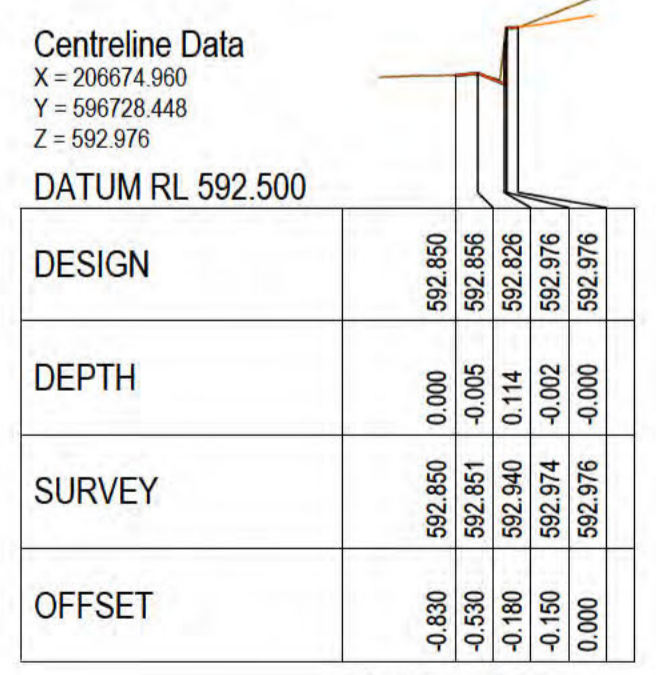 Centreline Data
X = 206674.960
Y = 596728.448
Z = 592.976
DATUM RL 592.500
DESIGN 592.850 592.856 592.826 592.976 592.976
DEPTH 0.000 -0.005 0.114 -0.002 -0.000
SURVEY 592.850 592.851 592.940 592.974 592.976
OFFSET -0.830 -0.530 -0.180 -0.150 0.000